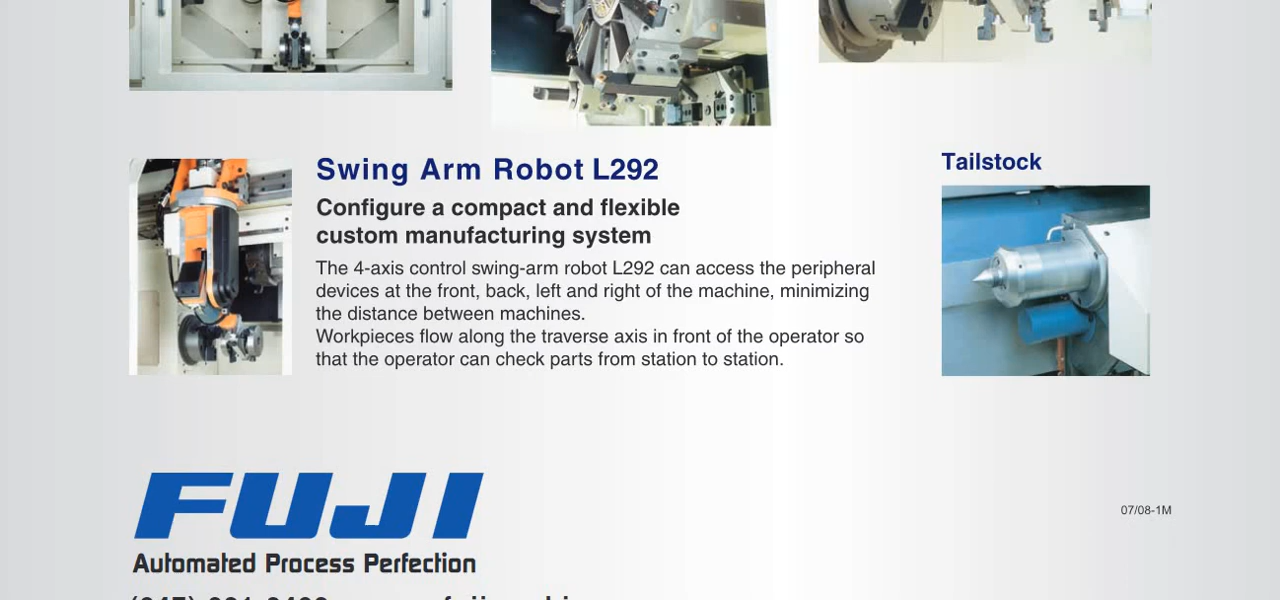 Swing Arm Robot L292
Configure a compact and flexible
custom manufacturing system
The 4-axis control swing-arm robot L292 can access the peripheral
devices at the front, back, left and right of the machine, minimizing
the distance between machines.
Workpieces flow along the traverse axis in front of the operator so
that the operator can check parts from station to station.
Tailstock
FUJI
Automated Process Perfection
07/08-1M